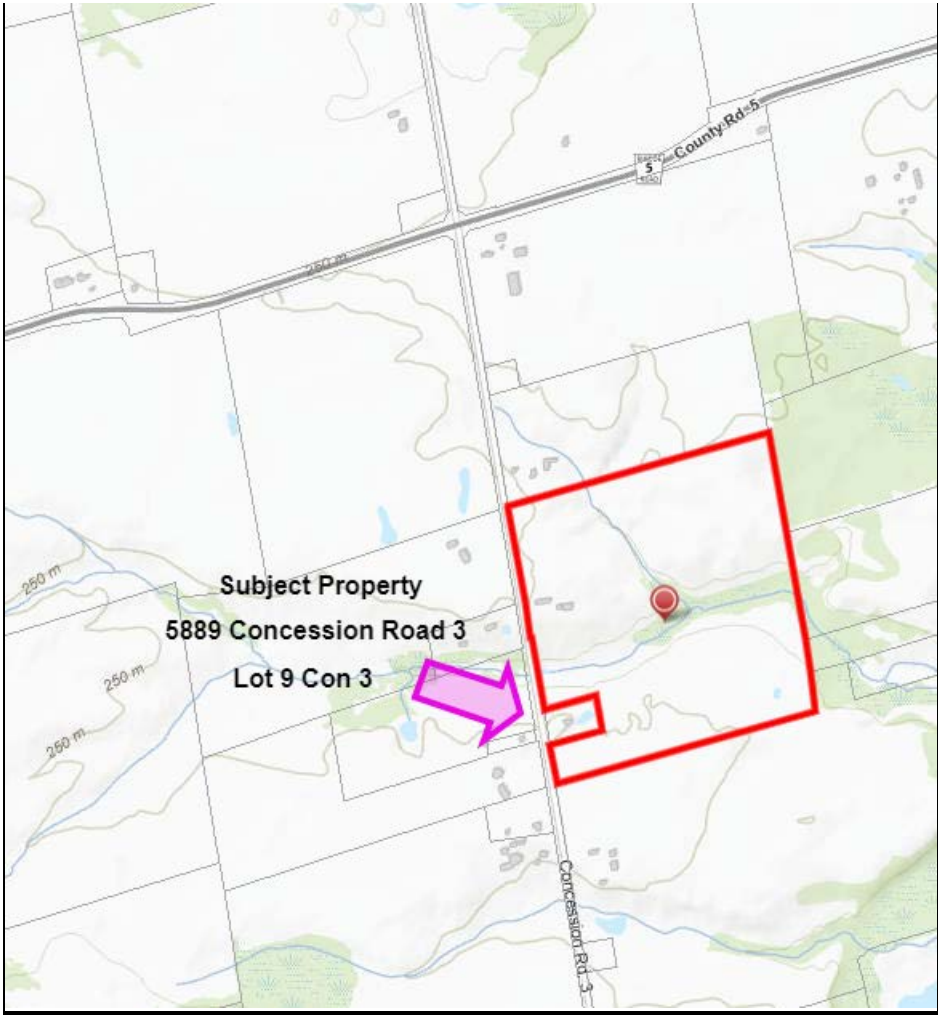 County Rd 5
5
ROAD
250 m
250 m
Subject Property
5889 Concession Road 3
250 m
Lot 9 Con 3
250 m
Concession Rd. 3